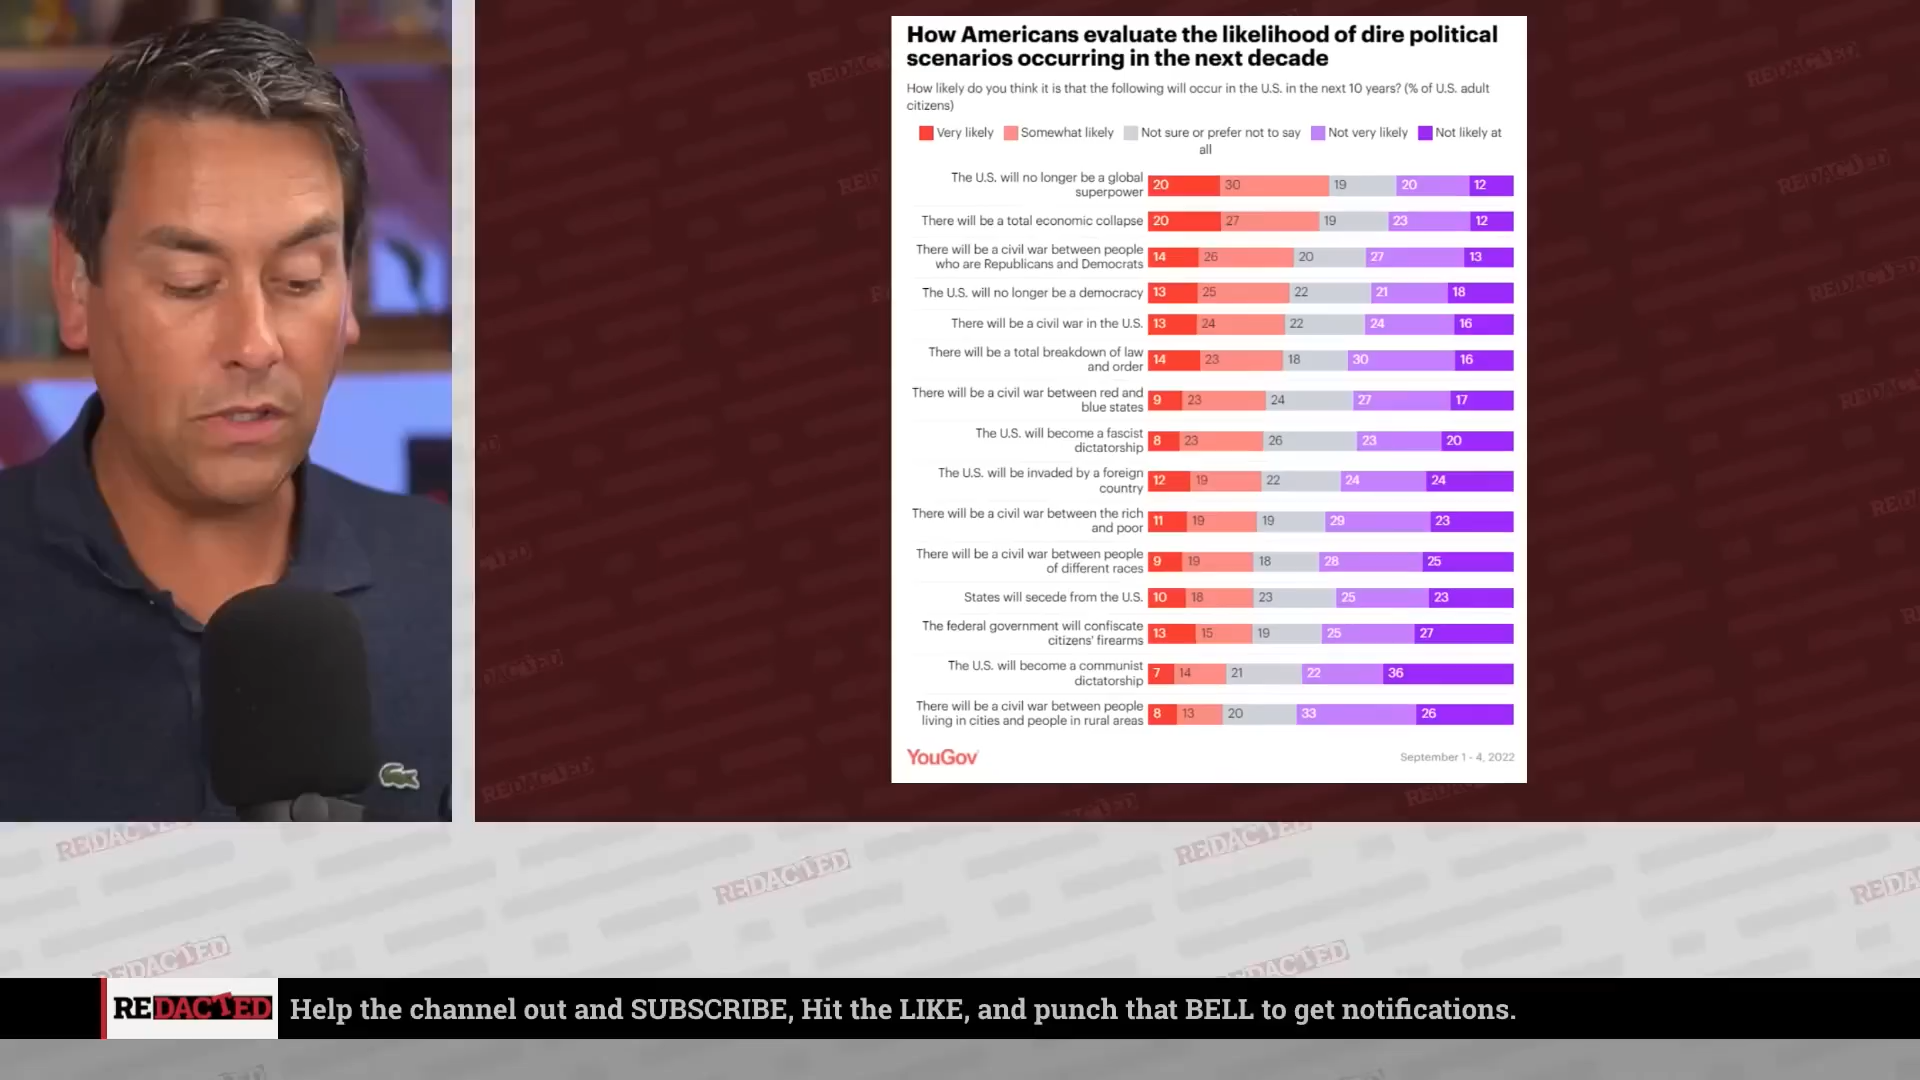 How Americans evaluate the likelihood of dire political
scenarios occurring in the next decade
How likely do you think it is that the following will occur in the U.S. in the next 10 years? (% of U.S. adult
citizens)
Very likely Somewhat likely Not sure or prefer not to say Not very likely Not likely at
all
The U.S. will no longer be a global
superpower
20 30 19 20 12
There will be a total economic collapse 20 27 19 23 12
There will be a civil war between people
who are Republicans and Democrats
14 26 20 27 13
The U.S. will no longer be a democracy 13 25 22 21 18
There will be a civil war in the U.S. 13 24 22 24 16
There will be a total breakdown of law
and order
14 23 18 30 16
There will be a civil war between red and
blue states
9 23 24 27 17
The U.S. will become a fascist
dictatorship
8 23 26 23 20
The U.S. will be invaded by a foreign
country
12 19 22 24 24
There will be a civil war between the rich
and poor
11 19 19 29 23
There will be a civil war between people
of different races
9 19 18 28 25
States will secede from the U.S. 10 18 23 25 23
The federal government will confiscate
citizens' firearms
13 15 19 25 27
The U.S. will become a communist
dictatorship
7 14 21 22 36
There will be a civil war between people
living in cities and people in rural areas
8 13 20 33 26
YouGov September 1 - 4, 2022
REDACTED
REDACTED
REDACTED
REDACTED Help the channel out and SUBSCRIBE, Hit the LIKE, and punch that BELL to get notifications.